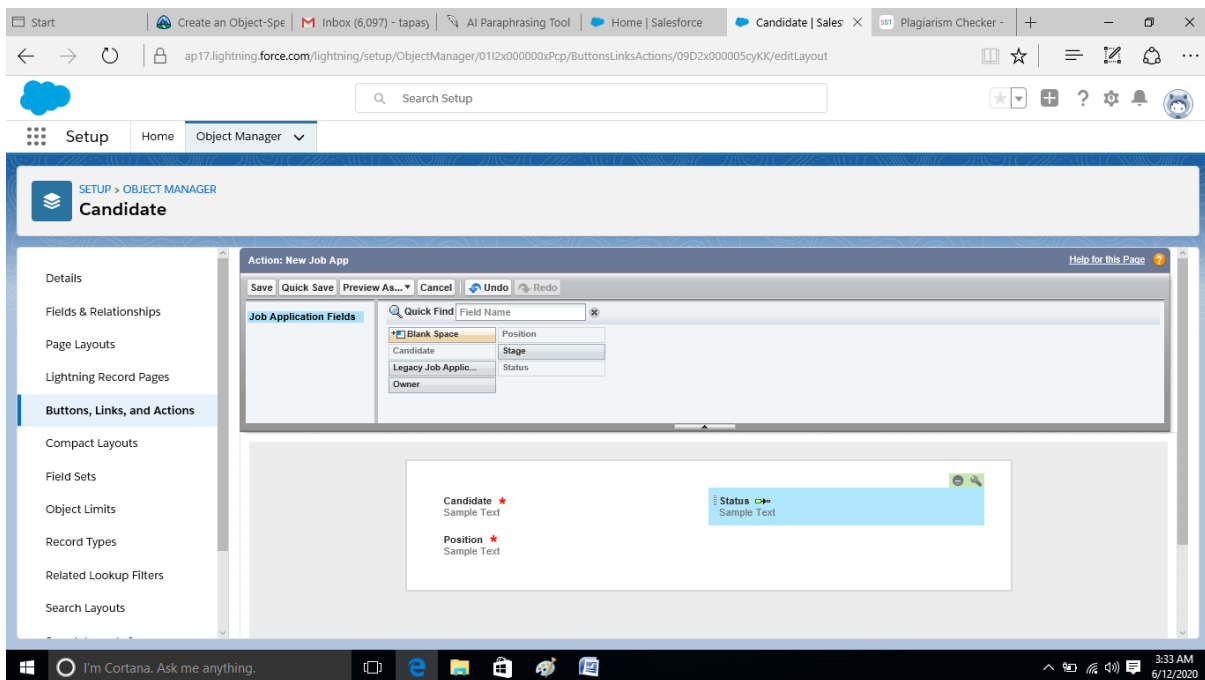 Start
Create an Object-Spe
Inbox (6,097) - tapasy
AI Paraphrasing Tool
Home | Salesforce
Candidate | Sales
SST
Plagiarism Checker -
ap17.lightning.force.com/lightning/setup/ObjectManager/01I2x000000xPcp/ButtonsLinksActions/09D2x000005cyKK/editLayout
Search Setup
Setup
Home
Object Manager
SETUP > OBJECT MANAGER
Candidate
Details
Fields & Relationships
Page Layouts
Lightning Record Pages
Buttons, Links, and Actions
Compact Layouts
Field Sets
Object Limits
Record Types
Related Lookup Filters
Search Layouts
Action: New Job App
Help for this Page ?
Save Quick Save Preview As... Cancel Undo Redo
Job Application Fields
Quick Find Field Name
Blank Space Position
Candidate Stage
Legacy Job Applic... Status
Owner
Candidate *
Sample Text
Status
Sample Text
Position *
Sample Text
I'm Cortana. Ask me anything.
3:33 AM
6/12/2020